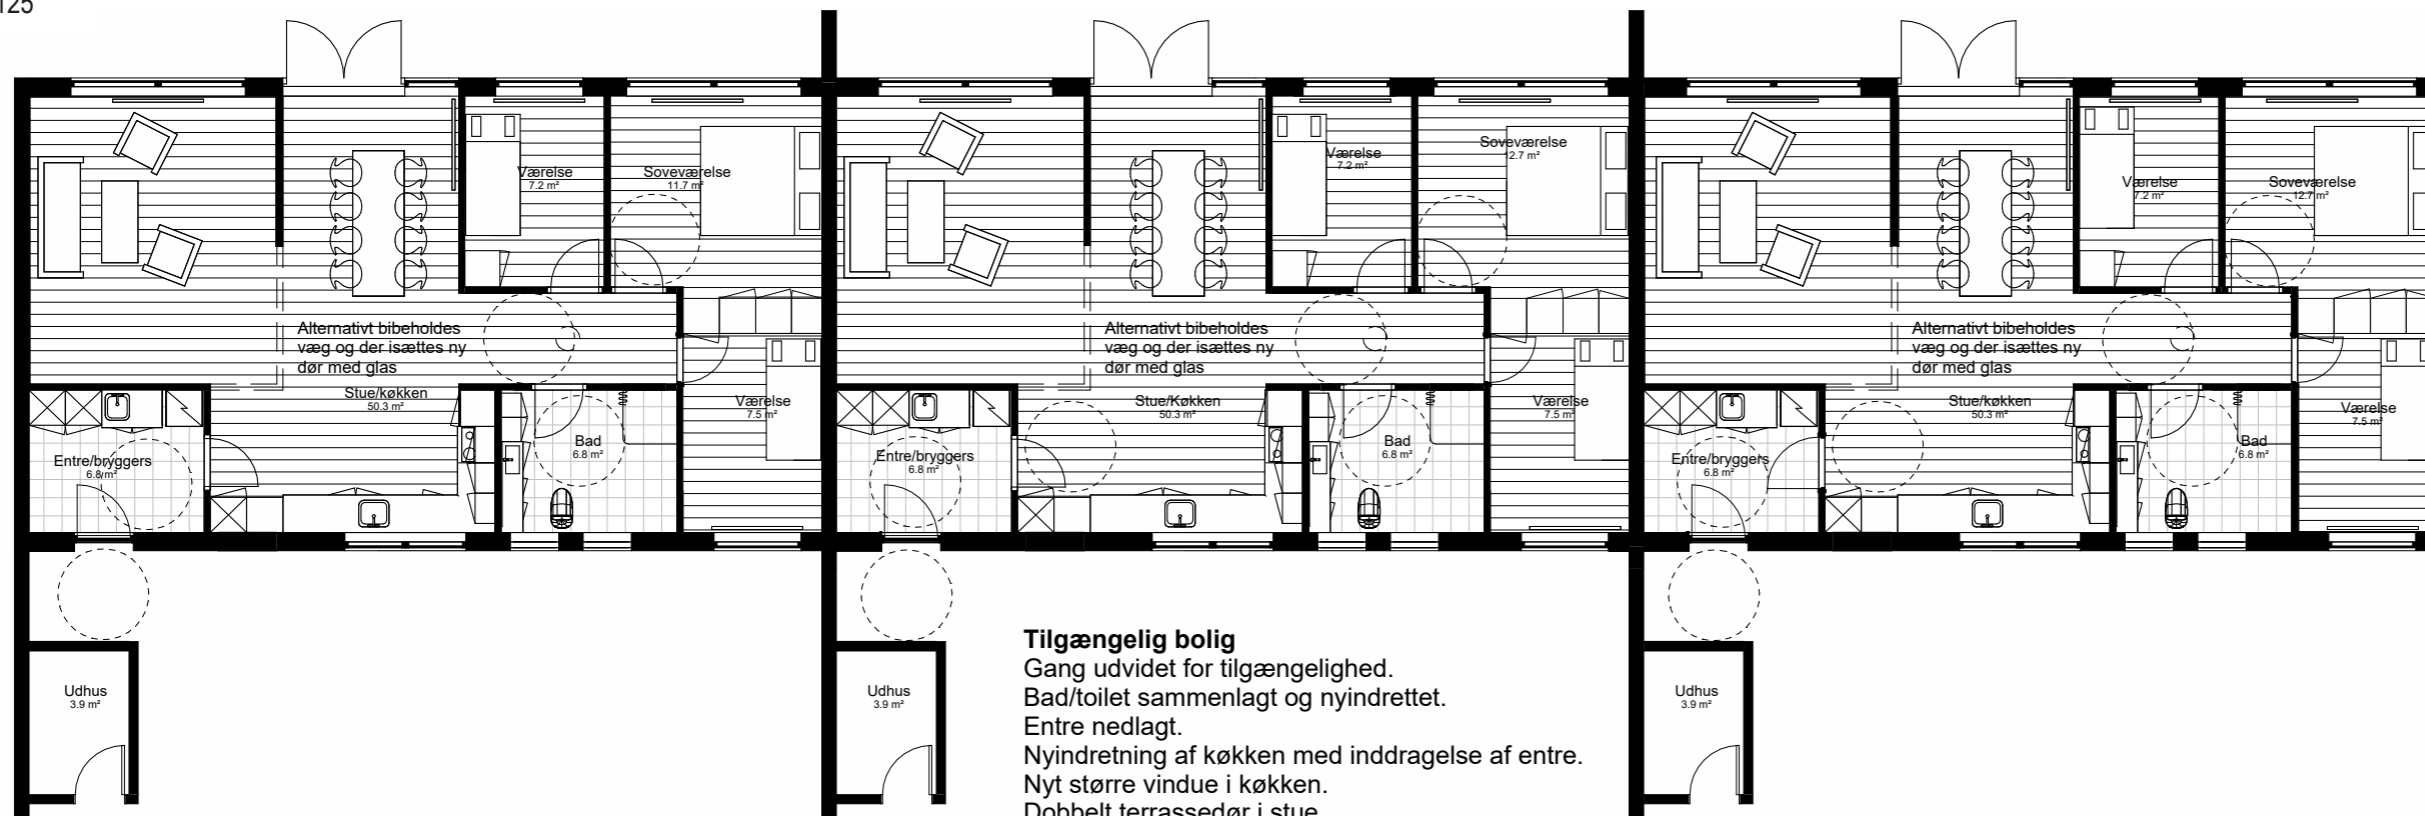 125
Værelse
7.2 m²
Soveværelse
11.7 m²
Alternativt bibeholdes
væg og der isættes ny
dør med glas
Stue/køkken
50.3 m²
Entre/bryggers
6.8 m²
Bad
6.8 m²
Værelse
7.5 m²
Udhus
3.9 m²
Værelse
7.2 m²
Soveværelse
12.7 m²
Alternativt bibeholdes
væg og der isættes ny
dør med glas
Stue/Køkken
50.3 m²
Entre/bryggers
6.8 m²
Bad
6.8 m²
Værelse
7.5 m²
Udhus
3.9 m²
Værelse
7.2 m²
Soveværelse
12.7 m²
Alternativt bibeholdes
væg og der isættes ny
dør med glas
Stue/køkken
50.3 m²
Entre/bryggers
6.8 m²
Bad
6.8 m²
Værelse
7.5 m²
Udhus
3.9 m²
Tilgængelig bolig
Gang udvidet for tilgængelighed.
Bad/toilet sammenlagt og nyindrettet.
Entre nedlagt.
Nyindretning af køkken med inddragelse af entre.
Nyt større vindue i køkken.
Dobbelt terrassedør i stue